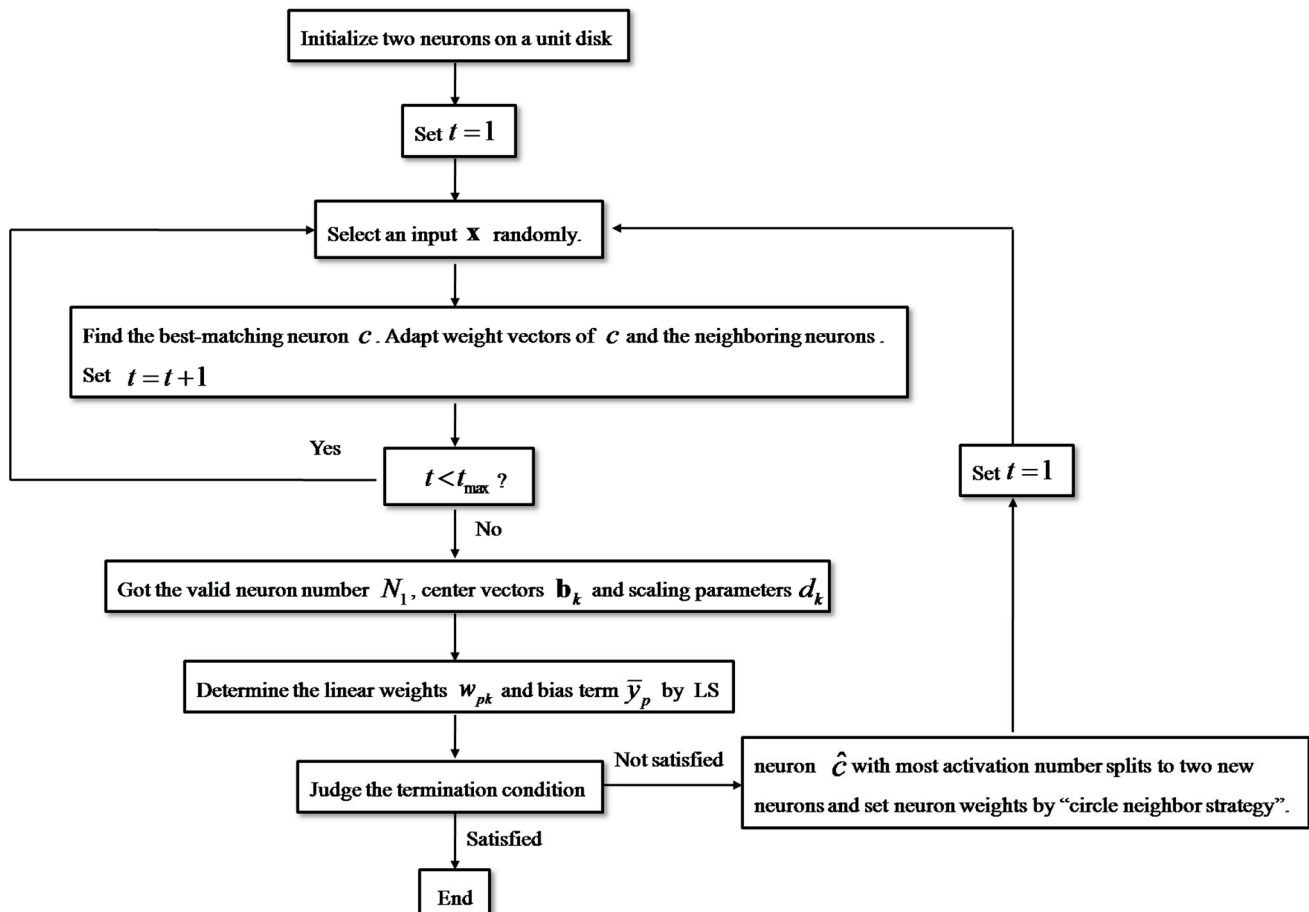 Initialize two neurons on a unit disk
Set t = 1
Select an input x randomly.
Find the best-matching neuron c. Adapt weight vectors of c and the neighboring neurons.
Set t = t + 1
Yes
t < t_max ?
Set t = 1
No
Got the valid neuron number N_1, center vectors b_k and scaling parameters d_k
Determine the linear weights w_pk and bias term ȳ_p by LS
Not satisfied
Judge the termination condition
neuron ĉ with most activation number splits to two new
neurons and set neuron weights by “circle neighbor strategy”.
Satisfied
End